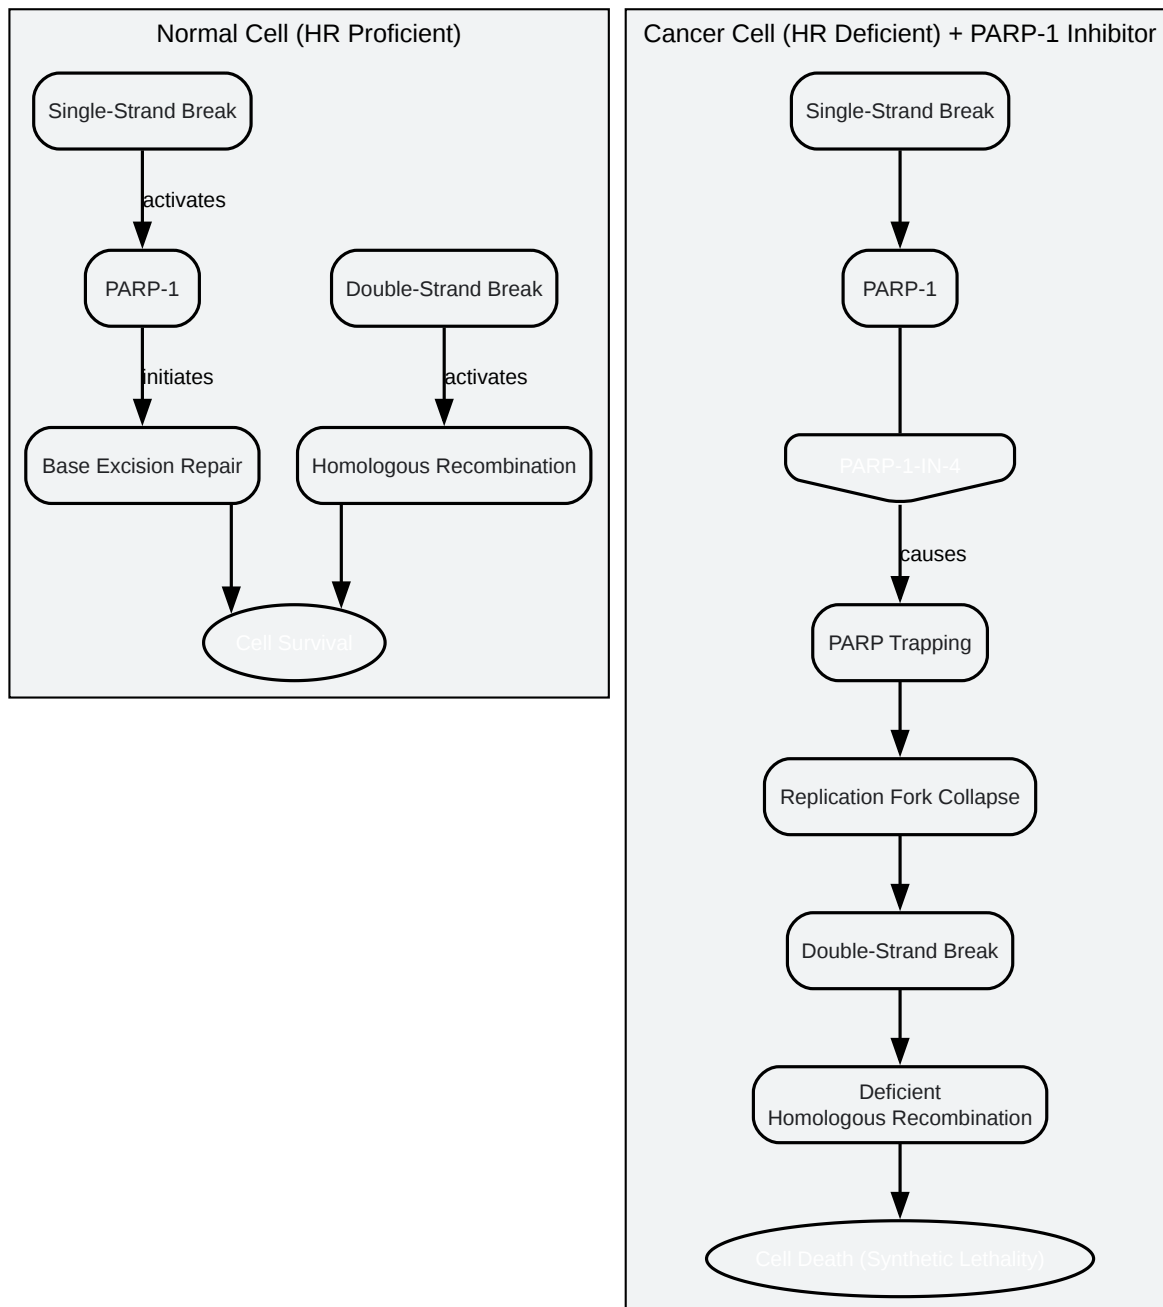 Normal Cell (HR Proficient)
Single-Strand Break
activates
PARP-1
Double-Strand Break
initiates
activates
Base Excision Repair
Homologous Recombination
Cell Survival
Cancer Cell (HR Deficient) + PARP-1 Inhibitor
Single-Strand Break
PARP-1
PARP-1-IN-4
causes
PARP Trapping
Replication Fork Collapse
Double-Strand Break
Deficient
Homologous Recombination
Cell Death (Synthetic Lethality)